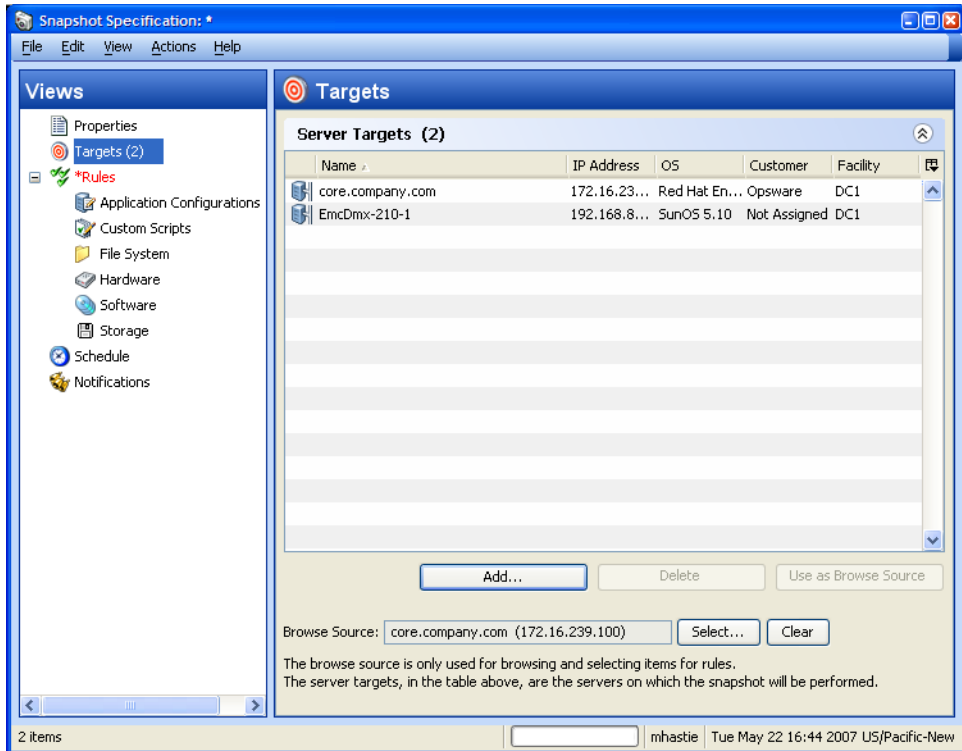 Snapshot Specification: *
File Edit View Actions Help
Views
Properties
Targets (2)
*Rules
Application Configurations
Custom Scripts
File System
Hardware
Software
Storage
Schedule
Notifications
Targets
Server Targets (2)
Name IP Address OS Customer Facility
core.company.com 172.16.23... Red Hat En... Opsware DC1
EmcDmx-210-1 192.168.8... SunOS 5.10 Not Assigned DC1
Add... Delete Use as Browse Source
Browse Source: core.company.com (172.16.239.100) Select... Clear
The browse source is only used for browsing and selecting items for rules.
The server targets, in the table above, are the servers on which the snapshot will be performed.
2 items mhastie Tue May 22 16:44 2007 US/Pacific-New